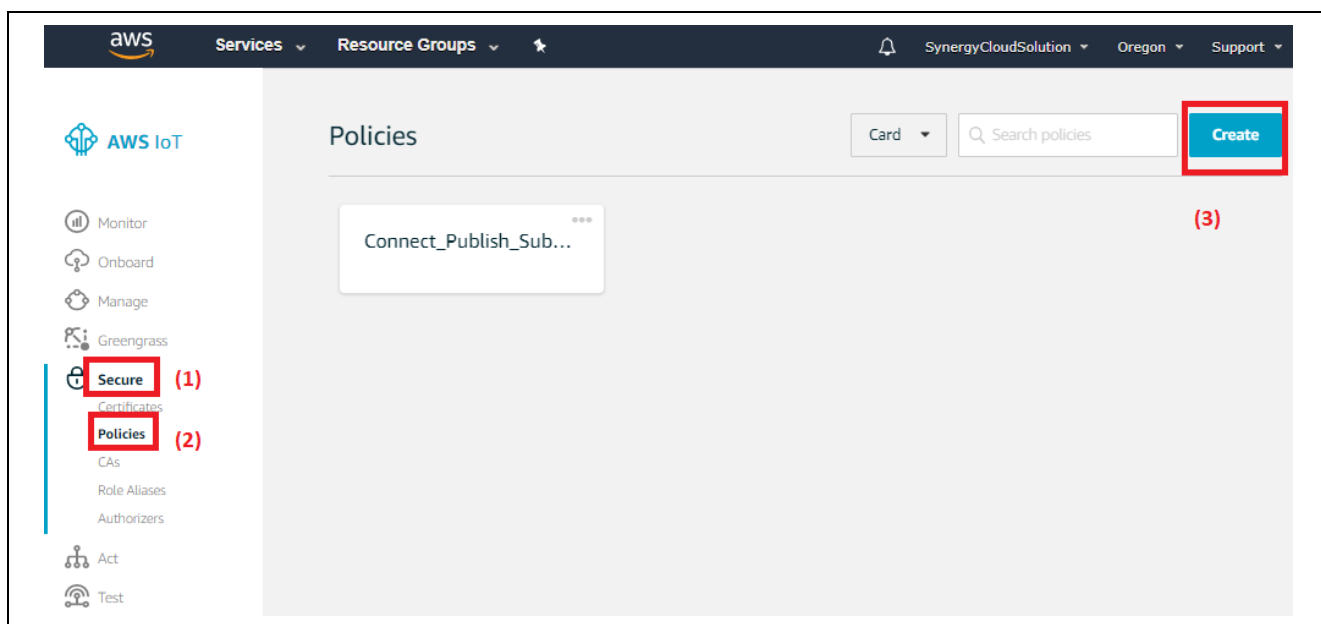 aws Services Resource Groups SynergyCloudSolution Oregon Support
AWS IoT
Policies Card Search policies Create
(3)
Connect_Publish_Sub...
Monitor
Onboard
Manage
Greengrass
Secure (1)
Certificates
Policies (2)
CAs
Role Aliases
Authorizers
Act
Test